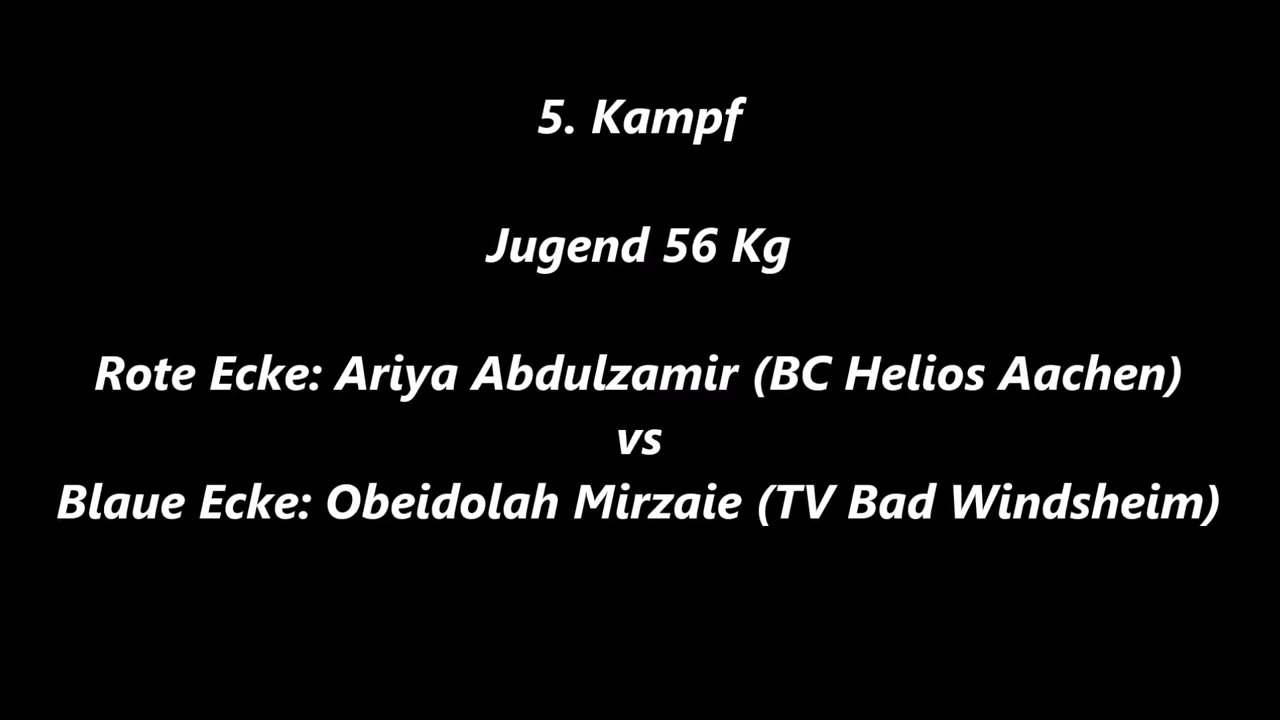 5. Kampf
Jugend 56 Kg
Rote Ecke: Ariya Abdulzamir (BC Helios Aachen)
vs
Blaue Ecke: Obeidolah Mirzaie (TV Bad Windsheim)